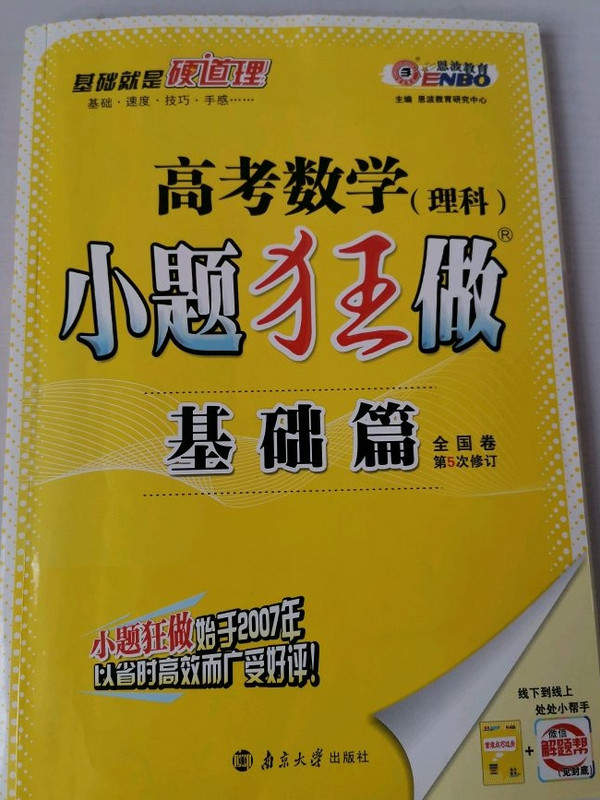 基础就是硬道理
基础·速度·技巧·手感……
恩波教育
ENBO
主编 恩波教育研究中心
高考数学(理科)
小题狂做®
基础篇
全国卷
第5次修订
小题狂做始于2007年
以省时高效而广受好评!
线下到线上
处处小帮手
+
微信
解题帮
(见封底)
南京大学出版社